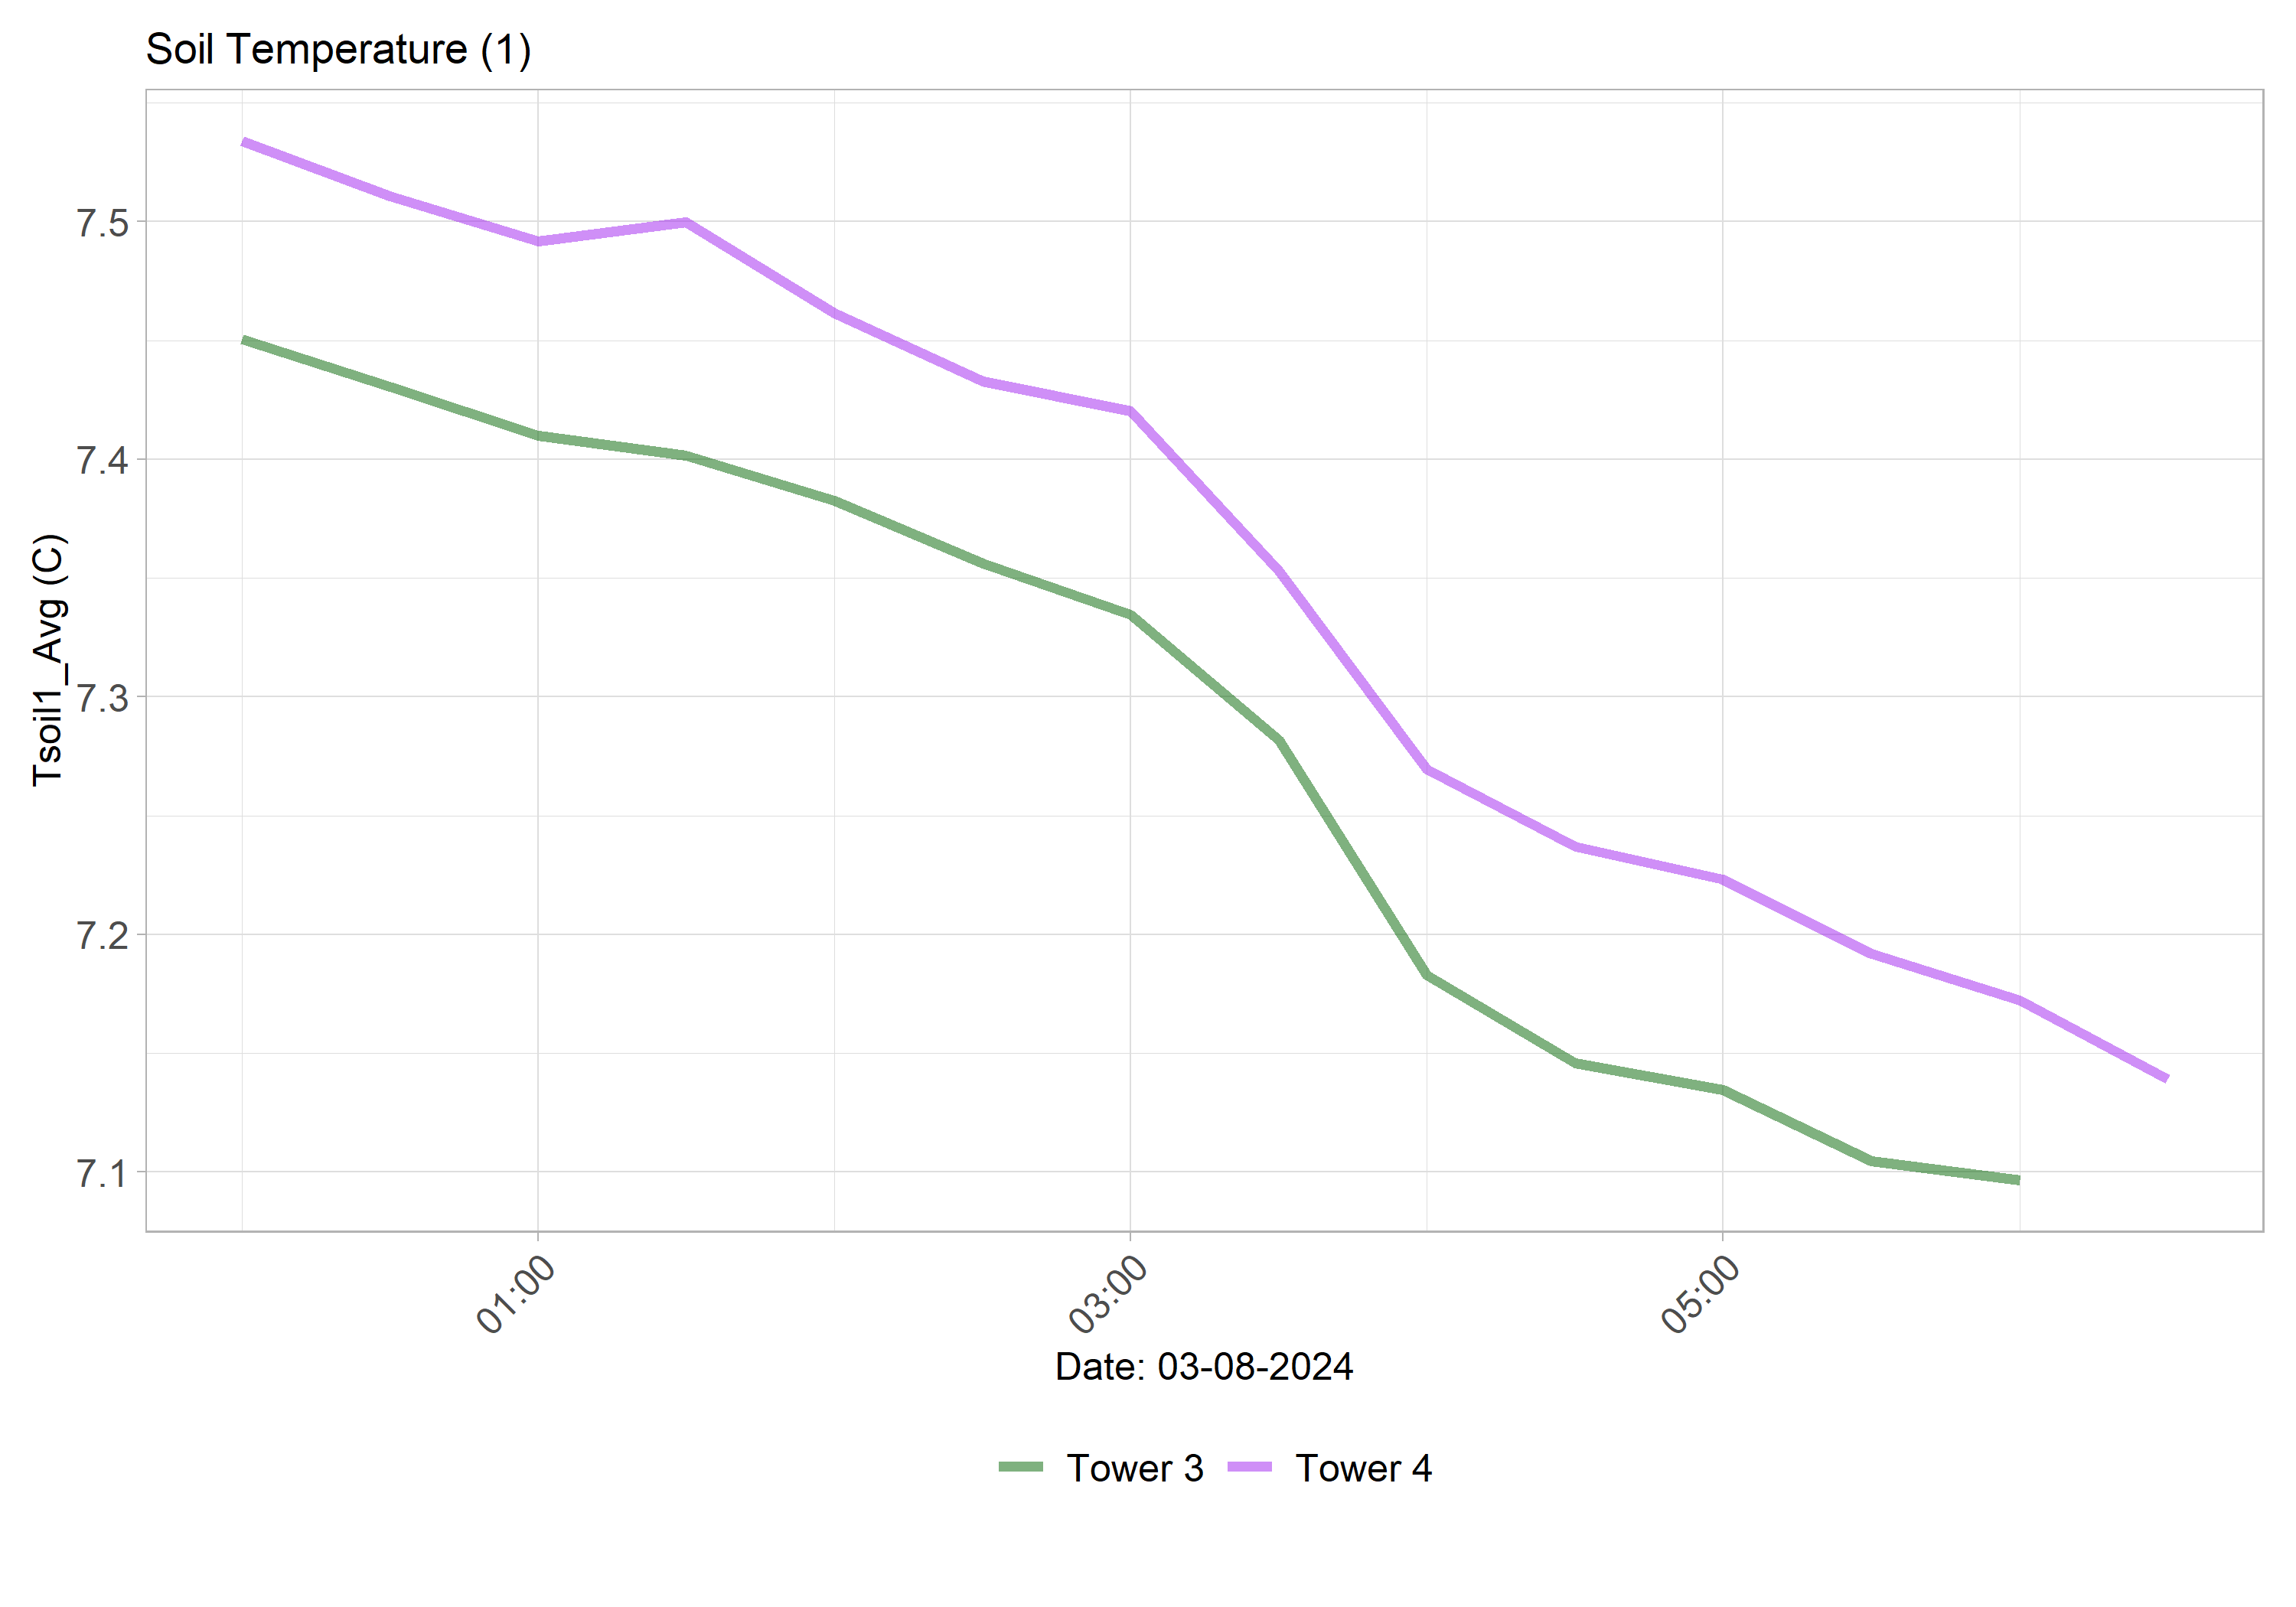 Soil Temperature (1)
Tsoil1_Avg (C)
7.5
7.4
7.3
7.2
7.1
01:00
03:00
05:00
Date: 03-08-2024
Tower 3
Tower 4